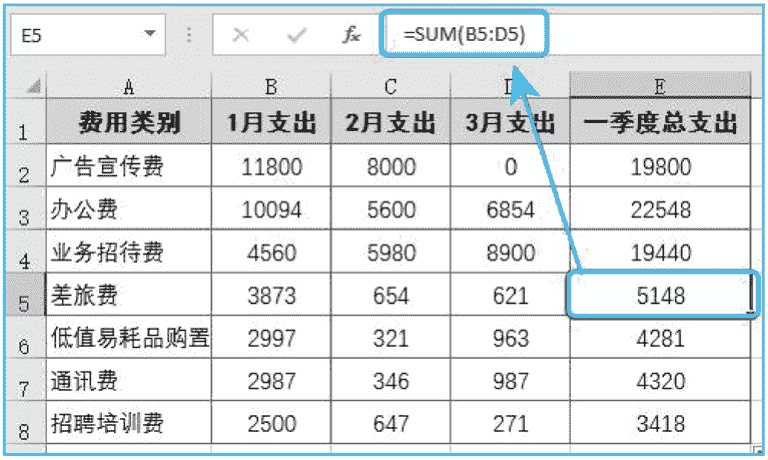 E5 fx =SUM(B5:D5)
A B C D E
1 费用类别 1月支出 2月支出 3月支出 一季度总支出
2 广告宣传费 11800 8000 0 19800
3 办公费 10094 5600 6854 22548
4 业务招待费 4560 5980 8900 19440
5 差旅费 3873 654 621 5148
6 低值易耗品购置 2997 321 963 4281
7 通讯费 2987 346 987 4320
8 招聘培训费 2500 647 271 3418